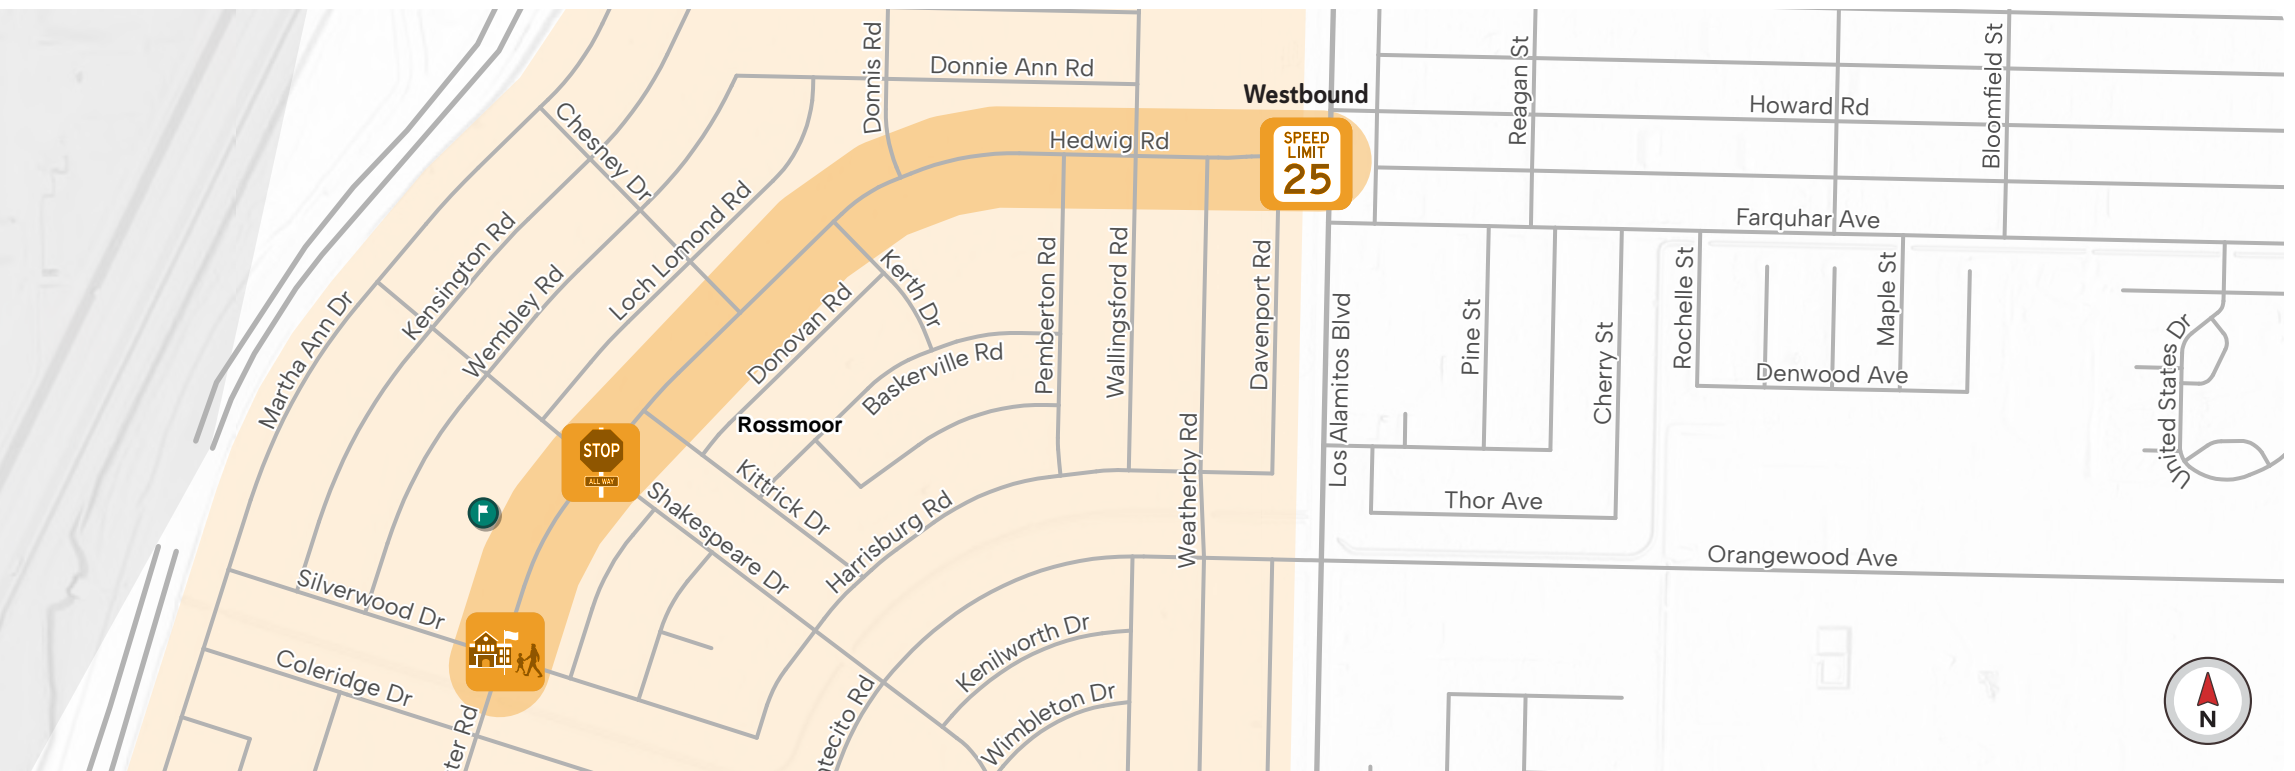 Donnis Rd
Donnie Ann Rd
Westbound
Reagan St
Bloomfield St
Howard Rd
Chesney Dr
Hedwig Rd
SPEED
LIMIT
25
Farquhar Ave
Kensington Rd
Loch Lomond Rd
Wembley Rd
Martha Ann Dr
Kerth Dr
Donovan Rd
Baskerville Rd
Pemberton Rd
Wallingsford Rd
Davenport Rd
Los Alamitos Blvd
Pine St
Cherry St
Rochelle St
Maple St
Denwood Ave
United States Dr
Rossmoor
STOP
ALL WAY
Kittrick Dr
Shakespeare Dr
Harrisburg Rd
Weatherby Rd
Thor Ave
Orangewood Ave
Silverwood Dr
Coleridge Dr
Kenilworth Dr
Wimbleton Dr
ntecito Rd
ter Rd
N